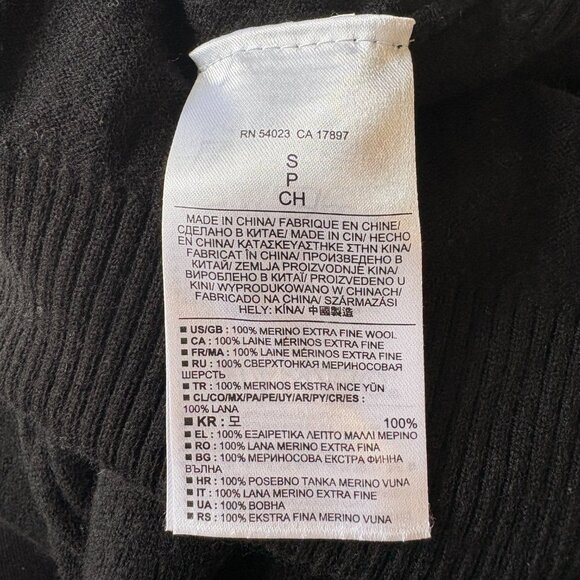 RN 54023 CA 17897
S
P
CH
MADE IN CHINA/ FABRIQUE EN CHINE/
СДЕЛАНО В КИТАЕ/ MADE IN CIN/ HECHO
EN CHINA/ ΚΑΤΑΣΚΕΥΑΣΤΗΚΕ ΣΤΗΝ ΚΙΝΑ/
FABRICAT ÎN CHINA/ ПРОИЗВЕДЕНО В
КИТАЙ/ ZEMLJA PROIZVODNJE KINA/
ВИРОБЛЕНО В КИТАЇ/ PROIZVEDENO U
KINI/ WYPRODUKOWANO W CHINACH/
FABRICADO NA CHINA/ SZÁRMAZÁSI
HELY: KÍNA/ 中國製造
■ US/GB : 100% MERINO EXTRA FINE WOOL
■ CA : 100% LAINE MÉRINOS EXTRA FINE
■ FR/MA : 100% LAINE MÉRINOS EXTRA FINE
■ RU : 100% СВЕРХТОНКАЯ МЕРИНОСОВАЯ
ШЕРСТЬ
■ TR : 100% MERINOS EKSTRA INCE YÜN
■ CL/CO/MX/PA/PE/UY/AR/PY/CR/ES :
100% LANA
■ KR : 모 100%
■ EL : 100% ΕΞΑΙΡΕΤΙΚΑ ΛΕΠΤΟ ΜΑΛΛΙ ΜΕΡΙΝΟ
■ RO : 100% LANA MERINO EXTRA FINA
■ BG : 100% МЕРИНОСОВА ЕКСТРА ФИННА
ВЪЛНА
■ HR : 100% POSEBNO TANKA MERINO VUNA
■ IT : 100% LANA MERINO EXTRA FINE
■ UA : 100% ВОВНА
■ RS : 100% EKSTRA FINA MERINO VUNA